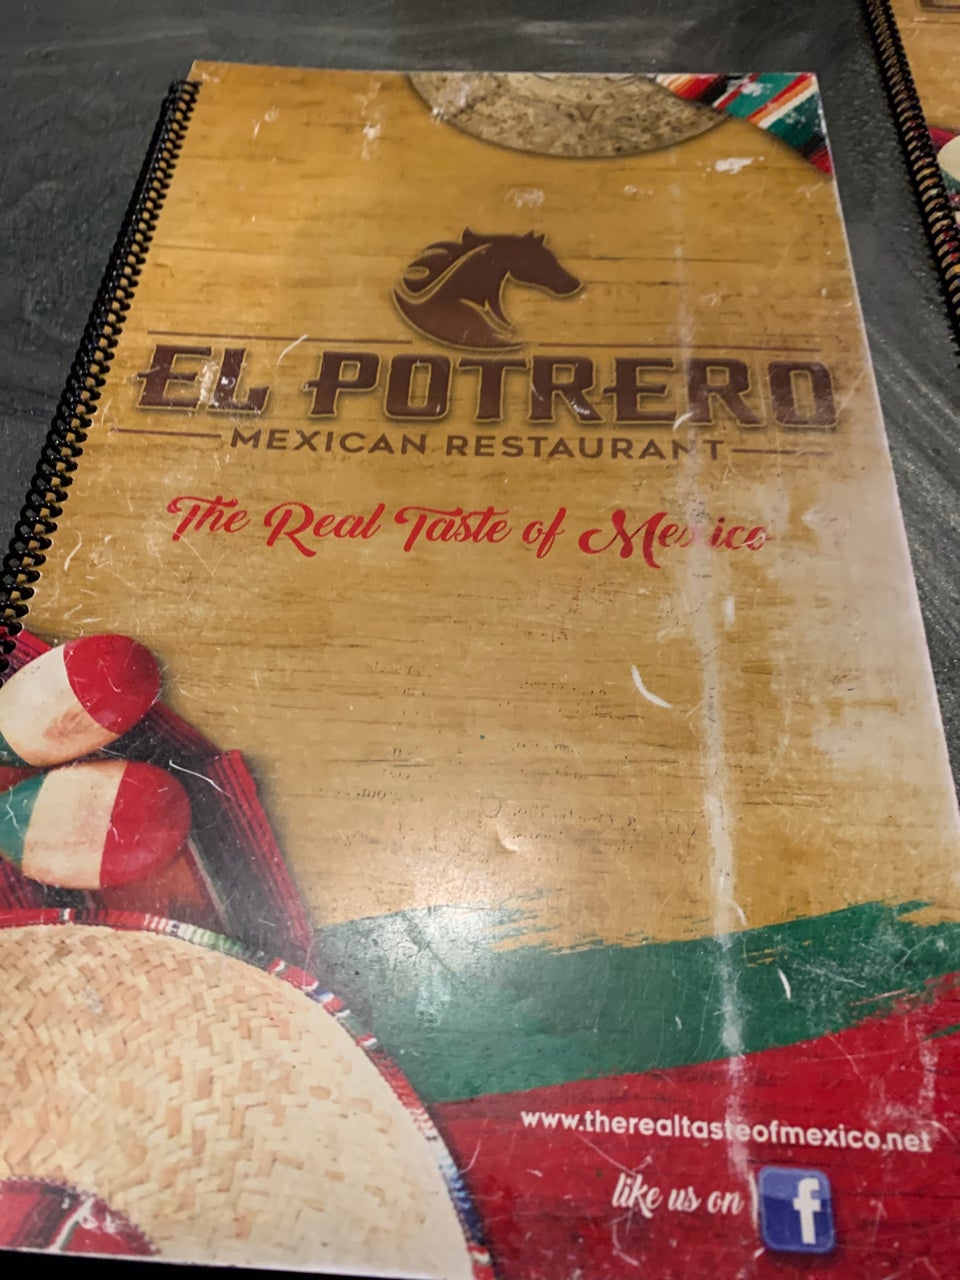 EL POTRERO
MEXICAN RESTAURANT
The Real Taste of Mexico
www.therealtasteofmexico.net
like us on f